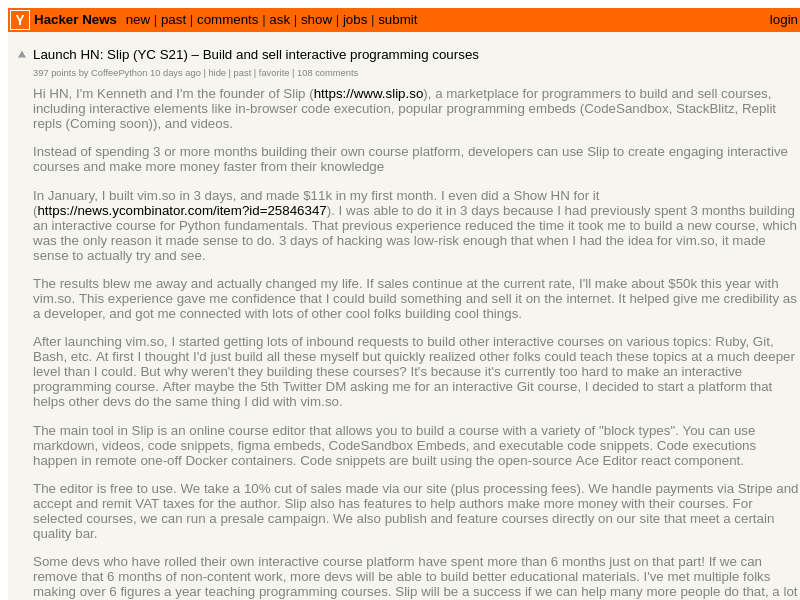 Y Hacker News new | past | comments | ask | show | jobs | submit login
Launch HN: Slip (YC S21) – Build and sell interactive programming courses
397 points by CoffeePython 10 days ago | hide | past | favorite | 108 comments
Hi HN, I'm Kenneth and I'm the founder of Slip (https://www.slip.so), a marketplace for programmers to build and sell courses,
including interactive elements like in-browser code execution, popular programming embeds (CodeSandbox, StackBlitz, Replit
repls (Coming soon)), and videos.
Instead of spending 3 or more months building their own course platform, developers can use Slip to create engaging interactive
courses and make more money faster from their knowledge
In January, I built vim.so in 3 days, and made $11k in my first month. I even did a Show HN for it
(https://news.ycombinator.com/item?id=25846347). I was able to do it in 3 days because I had previously spent 3 months building
an interactive course for Python fundamentals. That previous experience reduced the time it took me to build a new course, which
was the only reason it made sense to do. 3 days of hacking was low-risk enough that when I had the idea for vim.so, it made
sense to actually try and see.
The results blew me away and actually changed my life. If sales continue at the current rate, I'll make about $50k this year with
vim.so. This experience gave me confidence that I could build something and sell it on the internet. It helped give me credibility as
a developer, and got me connected with lots of other cool folks building cool things.
After launching vim.so, I started getting lots of inbound requests to build other interactive courses on various topics: Ruby, Git,
Bash, etc. At first I thought I'd just build all these myself but quickly realized other folks could teach these topics at a much deeper
level than I could. But why weren't they building these courses? It's because it's currently too hard to make an interactive
programming course. After maybe the 5th Twitter DM asking me for an interactive Git course, I decided to start a platform that
helps other devs do the same thing I did with vim.so.
The main tool in Slip is an online course editor that allows you to build a course with a variety of "block types". You can use
markdown, videos, code snippets, figma embeds, CodeSandbox Embeds, and executable code snippets. Code executions
happen in remote one-off Docker containers. Code snippets are built using the open-source Ace Editor react component.
The editor is free to use. We take a 10% cut of sales made via our site (plus processing fees). We handle payments via Stripe and
accept and remit VAT taxes for the author. Slip also has features to help authors make more money with their courses. For
selected courses, we can run a presale campaign. We also publish and feature courses directly on our site that meet a certain
quality bar.
Some devs who have rolled their own interactive course platform have spent more than 6 months just on that part! If we can
remove that 6 months of non-content work, more devs will be able to build better educational materials. I've met multiple folks
making over 6 figures a year teaching programming courses. Slip will be a success if we can help many more people do that, a lot